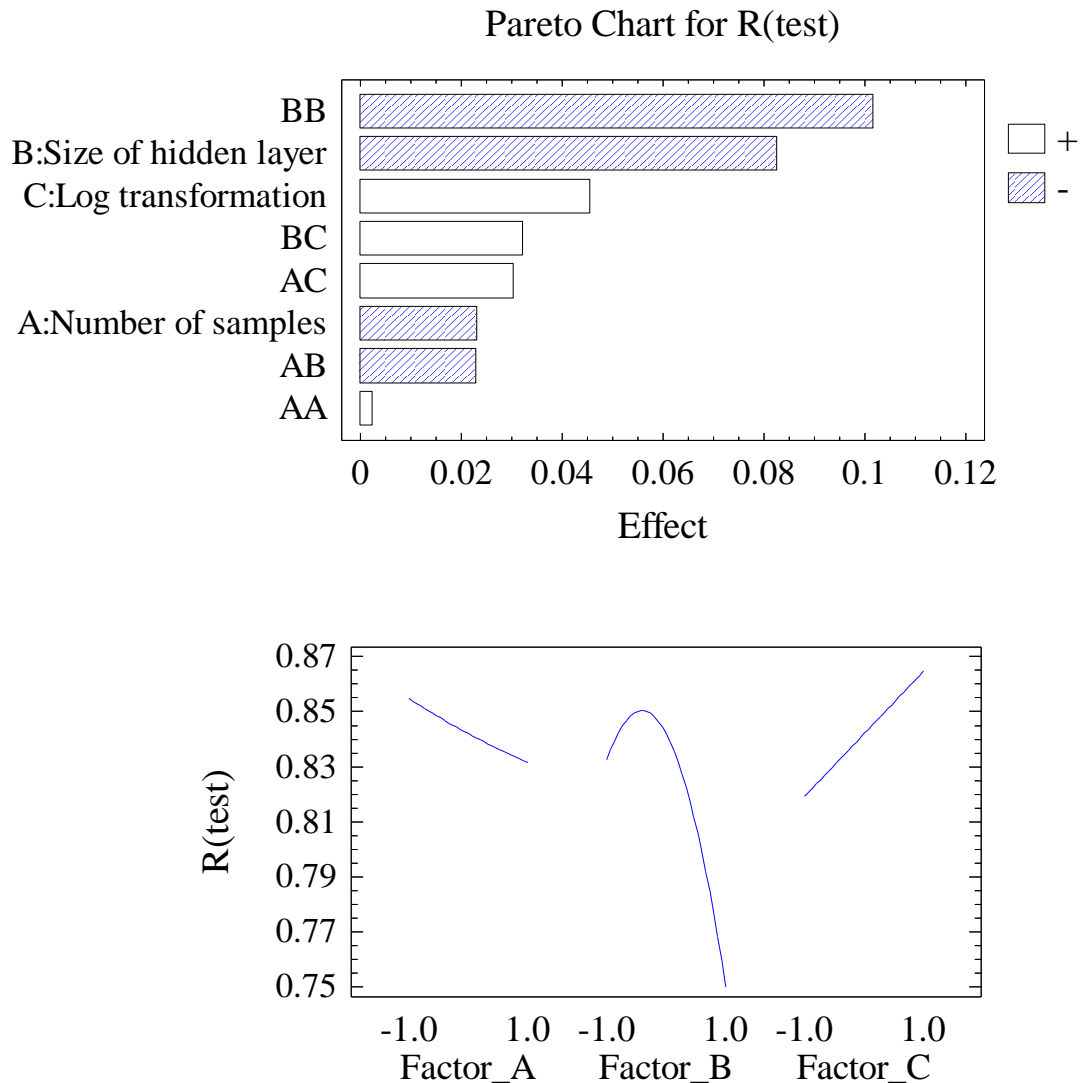 Pareto Chart for R(test)
BB
B:Size of hidden layer
C:Log transformation
BC
AC
A:Number of samples
AB
AA
+
-
0 0.02 0.04 0.06 0.08 0.1 0.12
Effect
0.87
0.85
0.83
0.81
0.79
0.77
0.75
R(test)
-1.0 1.0 -1.0 1.0 -1.0 1.0
Factor_A Factor_B Factor_C